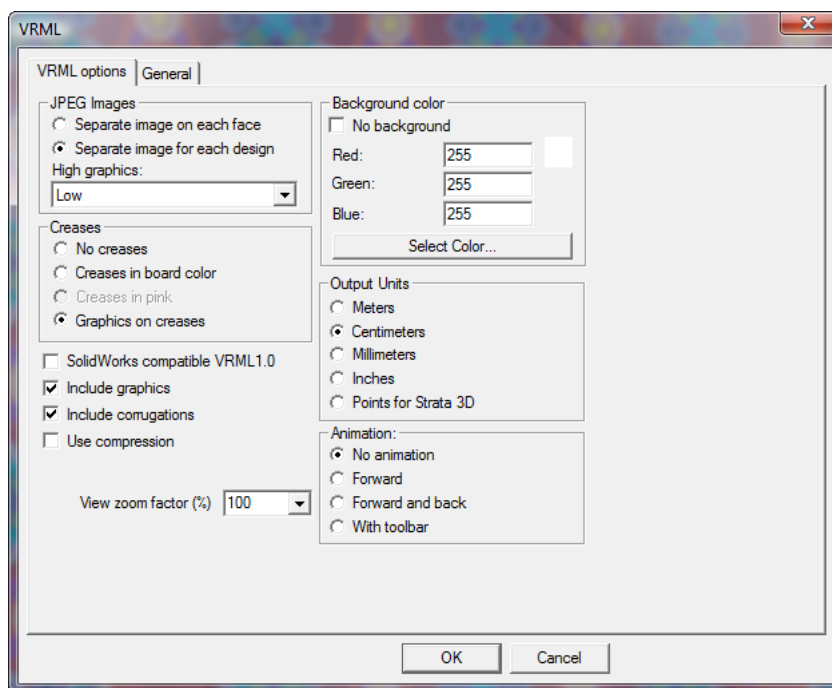 VRML
VRML options
General
JPEG Images
Separate image on each face
Separate image for each design
High graphics:
Low
Creases
No creases
Creases in board color
Creases in pink
Graphics on creases
SolidWorks compatible VRML1.0
Include graphics
Include corrugations
Use compression
View zoom factor (%) 100
Background color
No background
Red: 255
Green: 255
Blue: 255
Select Color...
Output Units
Meters
Centimeters
Millimeters
Inches
Points for Strata 3D
Animation:
No animation
Forward
Forward and back
With toolbar
OK
Cancel